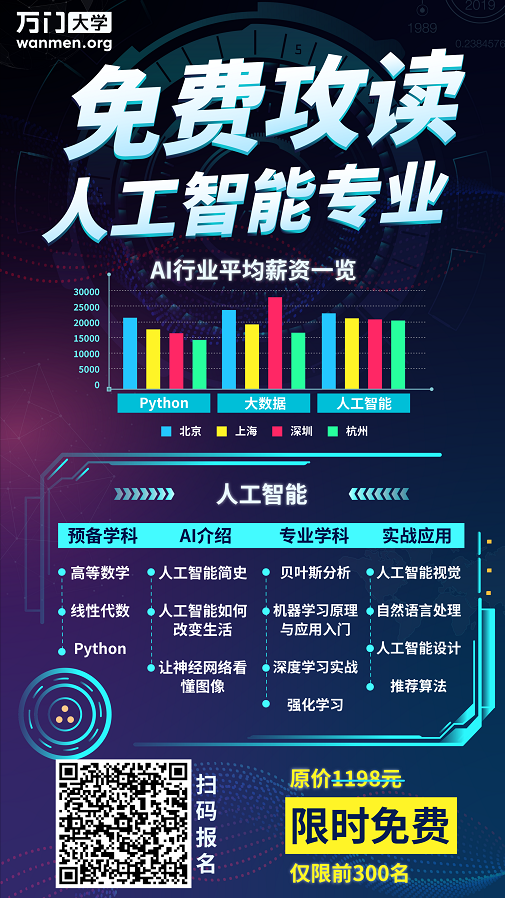 万门大学
wanmen.org
1989
2019
0.2384576
免费攻读
人工智能专业
AI行业平均薪资一览
30000
25000
20000
15000
10000
5000
0
Python 大数据 人工智能
北京 上海 深圳 杭州
人工智能
预备学科 AI介绍 专业学科 实战应用
高等数学 人工智能简史 贝叶斯分析 人工智能视觉
线性代数 人工智能如何 机器学习原理 自然语言处理
改变生活 与应用入门
Python 人工智能设计
让神经网络看 深度学习实战
懂图像 推荐算法
强化学习
扫码报名
原价1198元
限时免费
仅限前300名